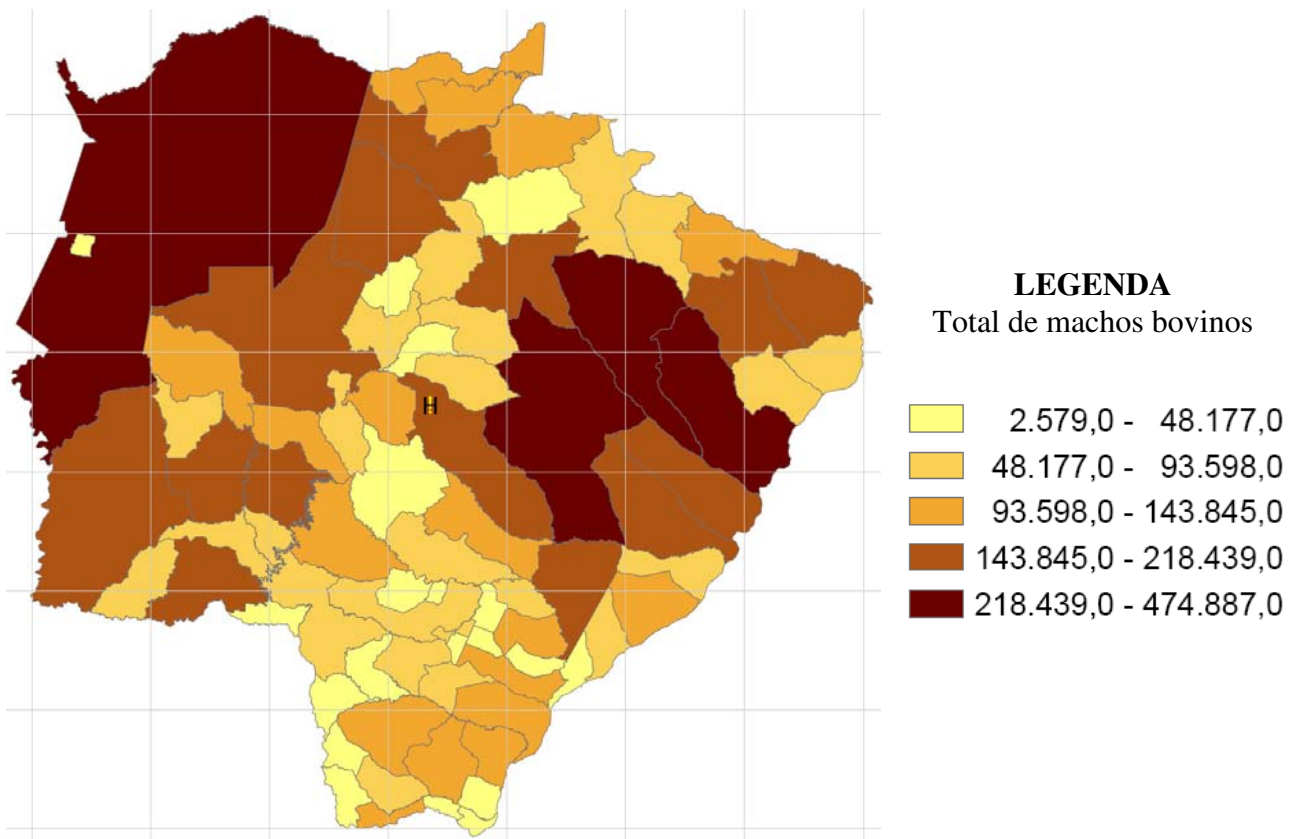 LEGENDA
Total de machos bovinos
2.579,0 - 48.177,0
48.177,0 - 93.598,0
93.598,0 - 143.845,0
143.845,0 - 218.439,0
218.439,0 - 474.887,0